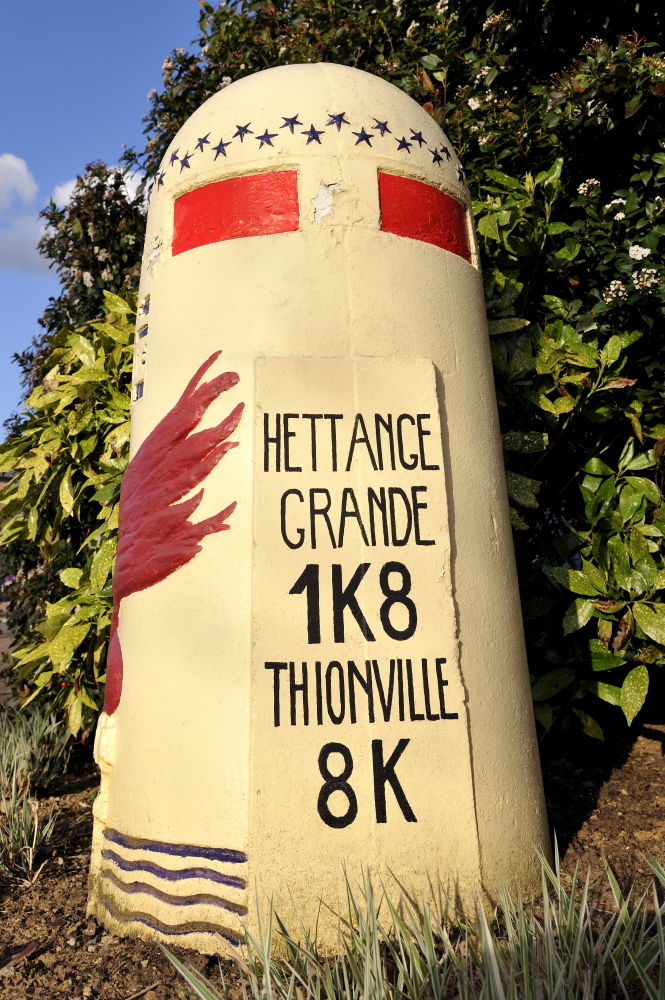 HETTANGE
GRANDE
1K8
THIONVILLE
8K